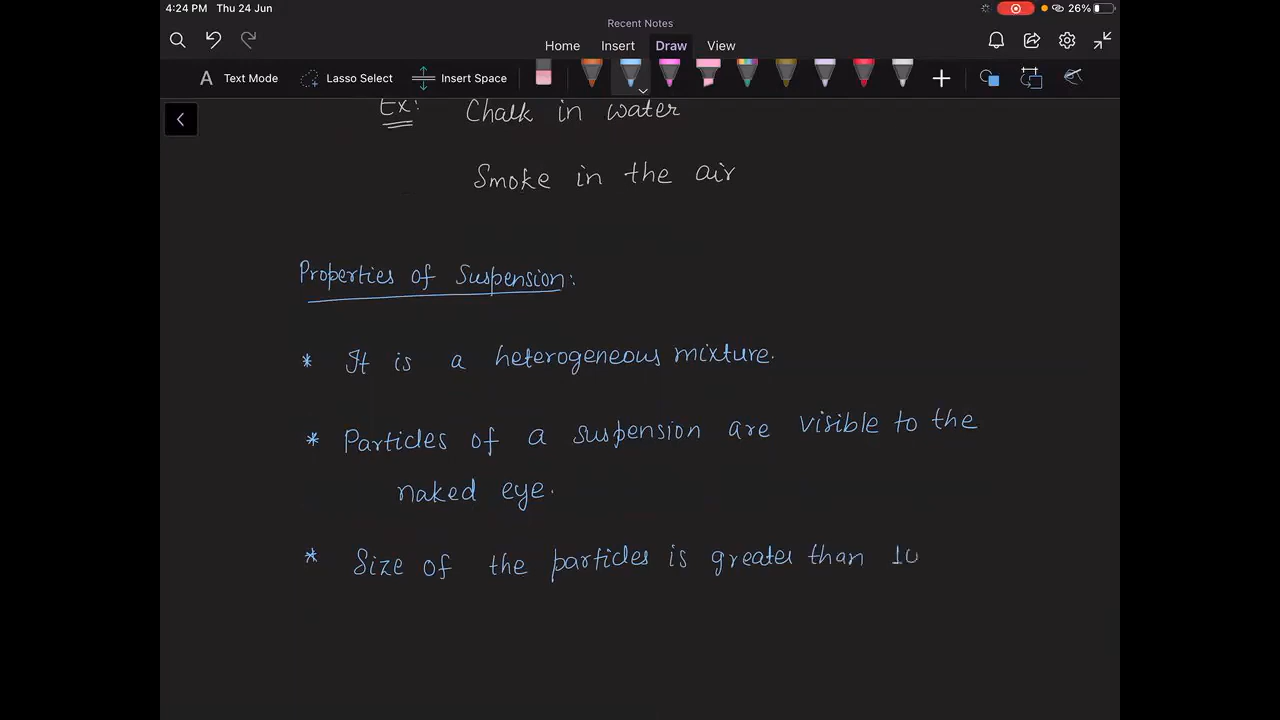 4:24 PM Thu 24 Jun
26%
Recent Notes
Home Insert Draw View
A Text Mode Lasso Select Insert Space
Ex:
Chalk in water
Smoke in the air
Properties of Suspension:
* It is a heterogeneous mixture.
* Particles of a suspension are visible to the
naked eye.
* Size of the particles is greater than 10